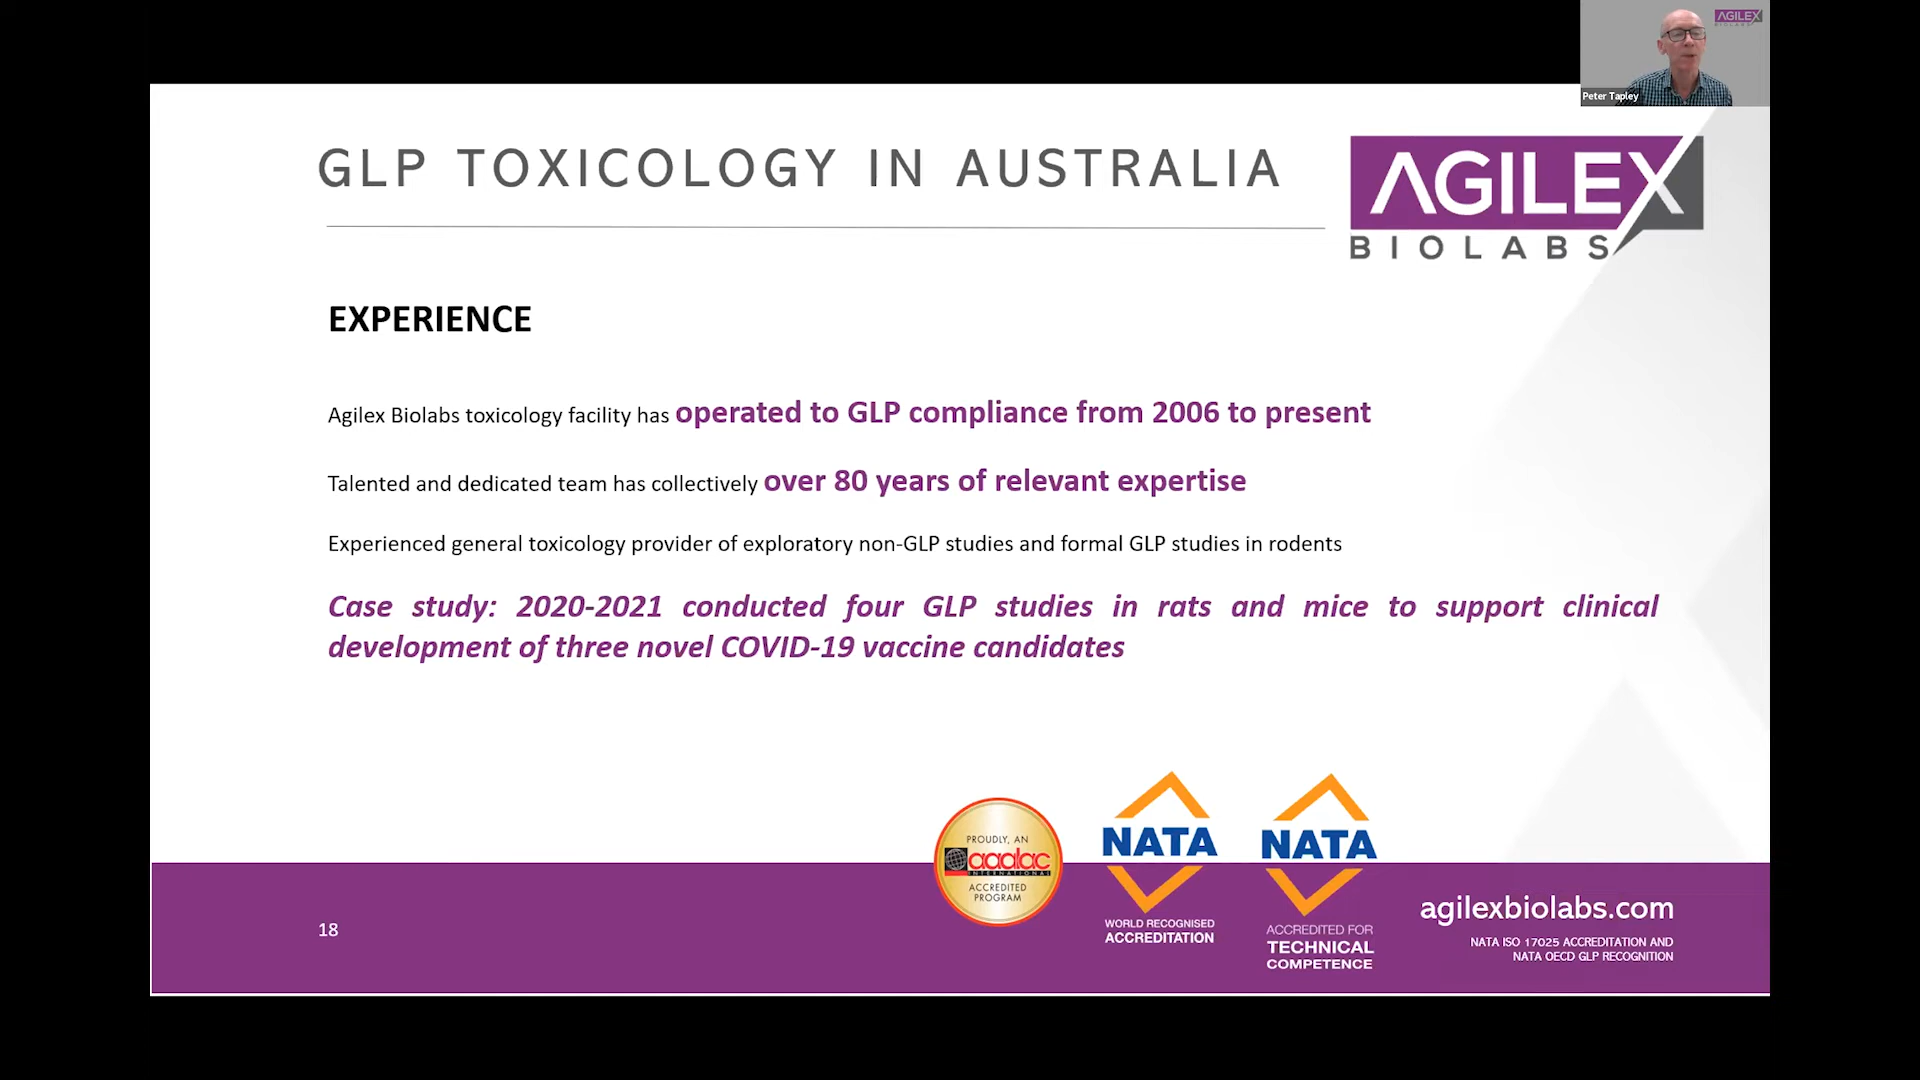 AGILEX
Peter Tapley
GLP TOXICOLOGY IN AUSTRALIA
AGILEX
BIOLABS
EXPERIENCE
Agilex Biolabs toxicology facility has operated to GLP compliance from 2006 to present
Talented and dedicated team has collectively over 80 years of relevant expertise
Experienced general toxicology provider of exploratory non-GLP studies and formal GLP studies in rodents
Case study: 2020-2021 conducted four GLP studies in rats and mice to support clinical
development of three novel COVID-19 vaccine candidates
PROUDLY, AN
aaalac
INTERNATIONAL
ACCREDITED
PROGRAM
NATA
WORLD RECOGNISED
ACCREDITATION
NATA
ACCREDITED FOR
TECHNICAL
COMPETENCE
agilexbiolabs.com
NATA ISO 17025 ACCREDITATION AND
NATA OECD GLP RECOGNITION
18